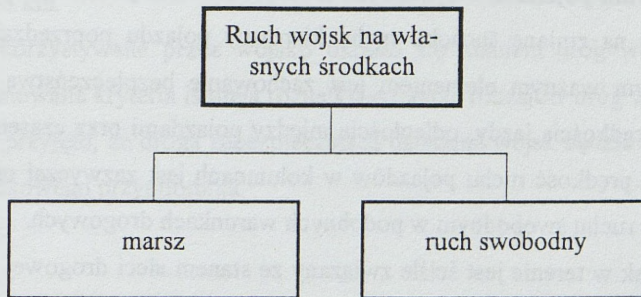 Ruch wojsk na wła-
snych środkach
marsz
ruch swobodny